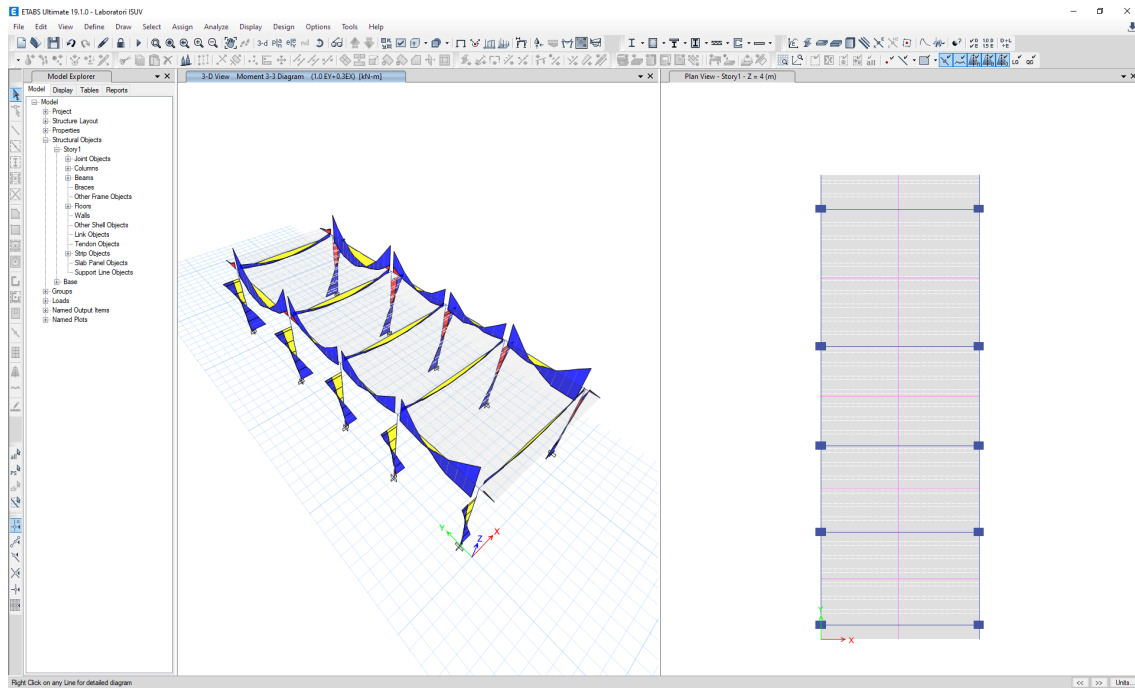 ETABS Ultimate 19.1.0 - Laboratori ISUV
File Edit View Define Draw Select Assign Analyze Display Design Options Tools Help
3-d
nd
Model Explorer
3-D View Moment 3-3 Diagram (1.0 EY+0.3EX) [kN-m]
Plan View - Story1 - Z = 4 (m)
Model Display Tables Reports
Model
Project
Structure Layout
Properties
Structural Objects
Story1
Joint Objects
Columns
Beams
Braces
Other Frame Objects
Floors
Walls
Other Shell Objects
Link Objects
Tendon Objects
Strip Objects
Slab Panel Objects
Support Line Objects
Base
Groups
Loads
Named Output Items
Named Plots
all
Y
Z
X
Y
X
Right Click on any Line for detailed diagram
<< >> Units...